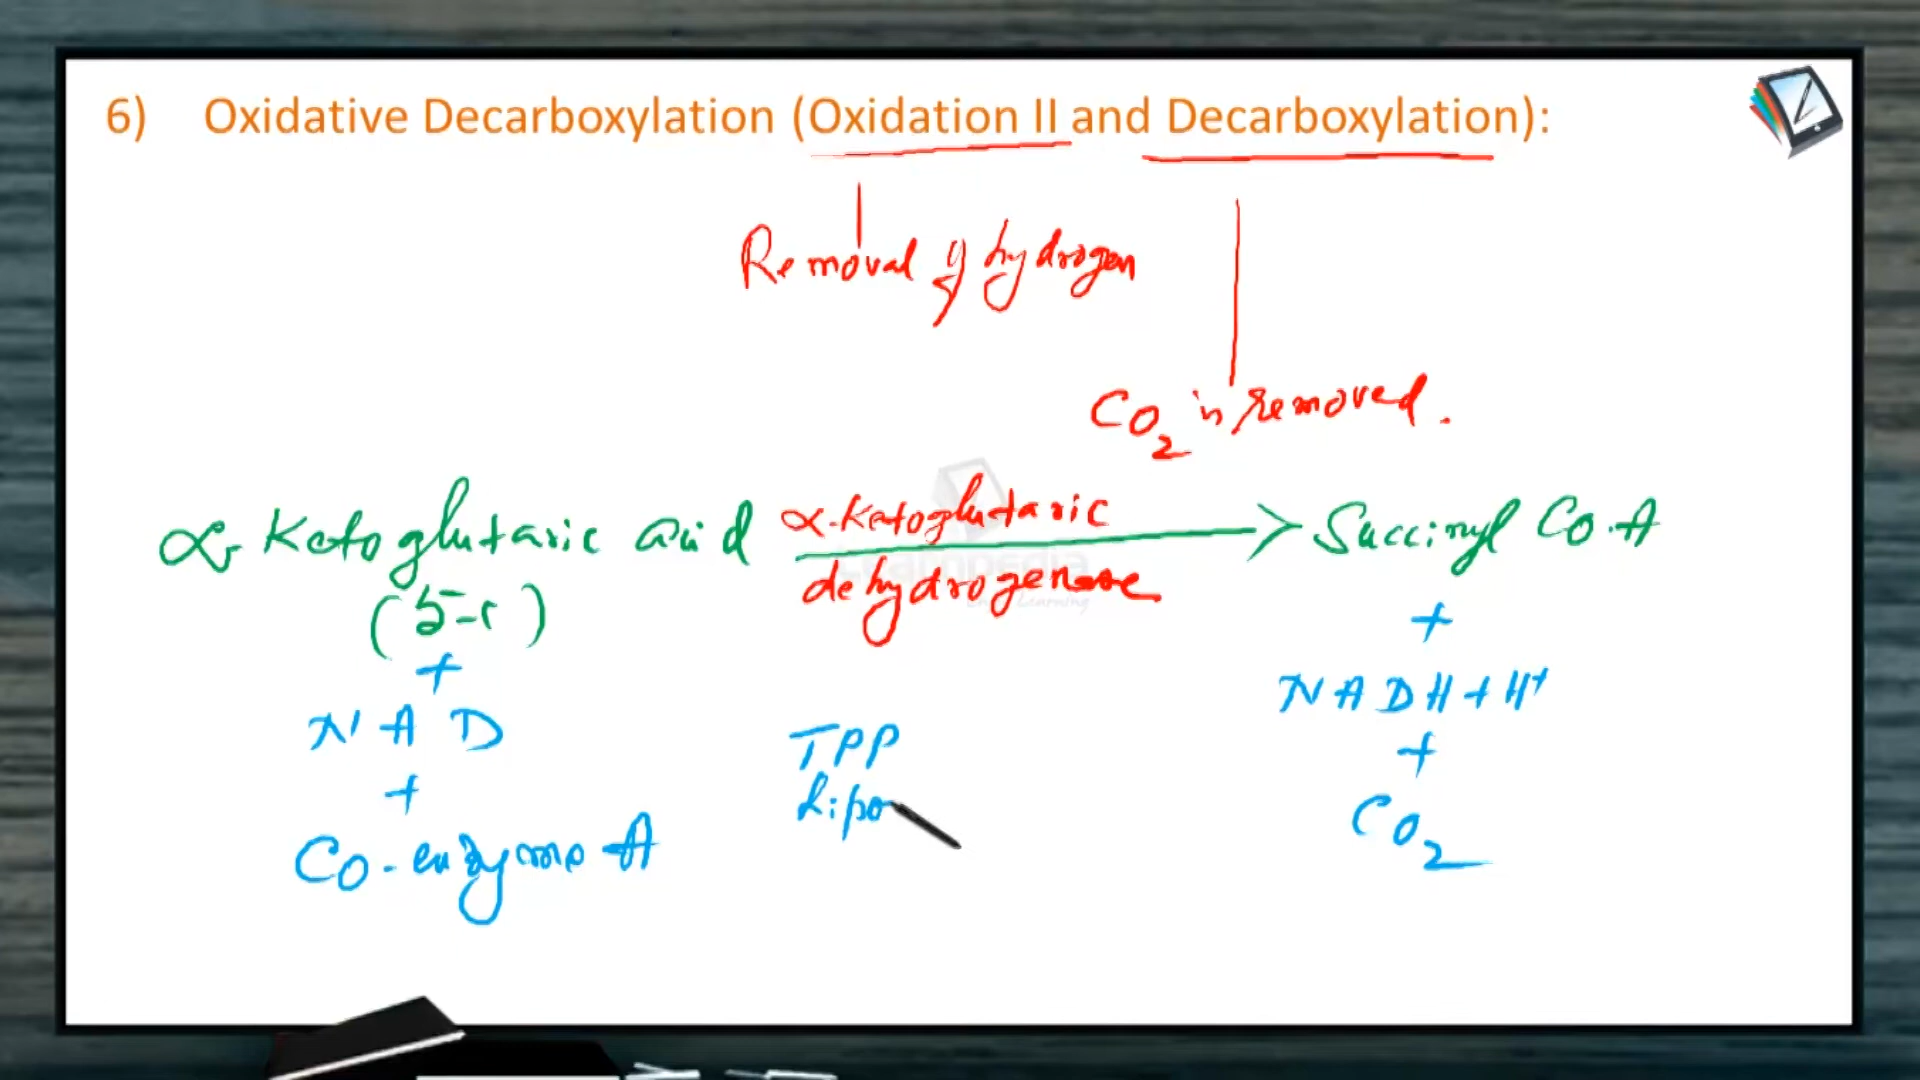 6) Oxidative Decarboxylation (Oxidation II and Decarboxylation):
Removal of hydrogen
CO2 is removed.
α-Ketoglutaric acid α-Ketoglutaric dehydrogenase Succinyl CO.A
(5-C)
+
NAD
+
Co-enzyme A
TPP
Lipo
+
NADH+H+
+
CO2